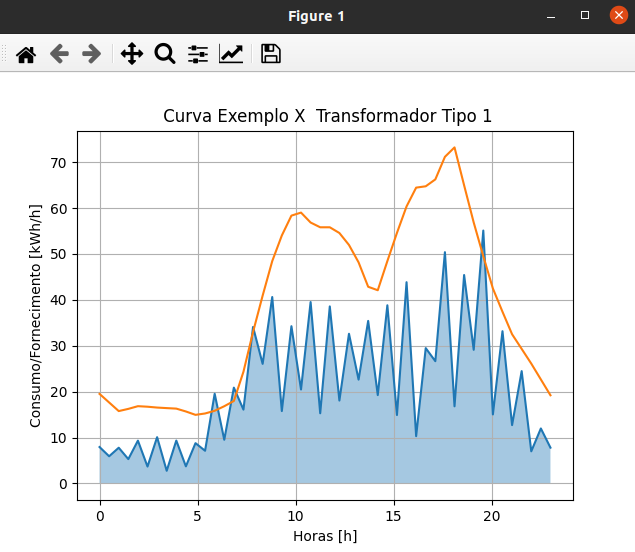 Figure 1
Curva Exemplo X  Transformador Tipo 1
Consumo/Fornecimento [kWh/h]
70
60
50
40
30
20
10
0
0 5 10 15 20
Horas [h]